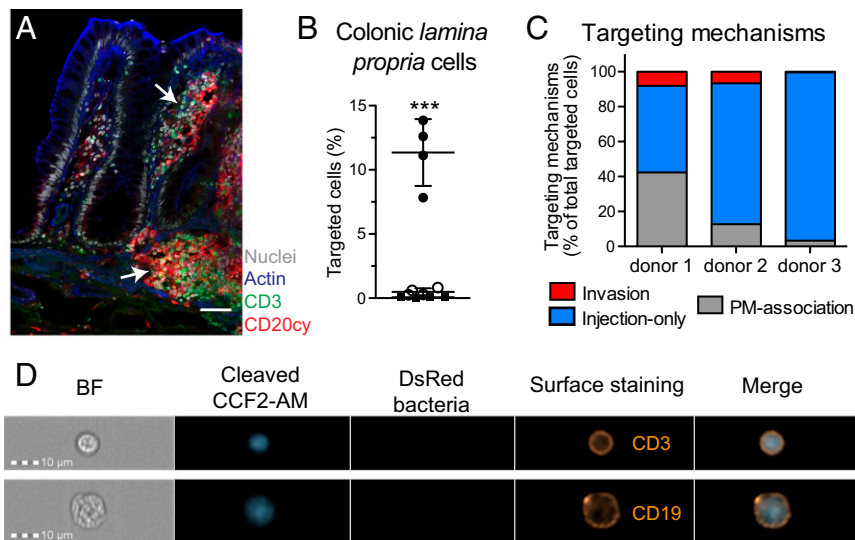 A
Nuclei
Actin
CD3
CD20cy
B
Colonic lamina
propria cells
Targeted cells (%)
15
10
5
0
***
C
Targeting mechanisms
Targeting mechanisms
(% of total targeted cells)
100
80
60
40
20
0
donor 1
donor 2
donor 3
Invasion
Injection-only
PM-association
D
BF
Cleaved
CCF2-AM
DsRed
bacteria
Surface staining
Merge
10 µm
CD3
10 µm
CD19